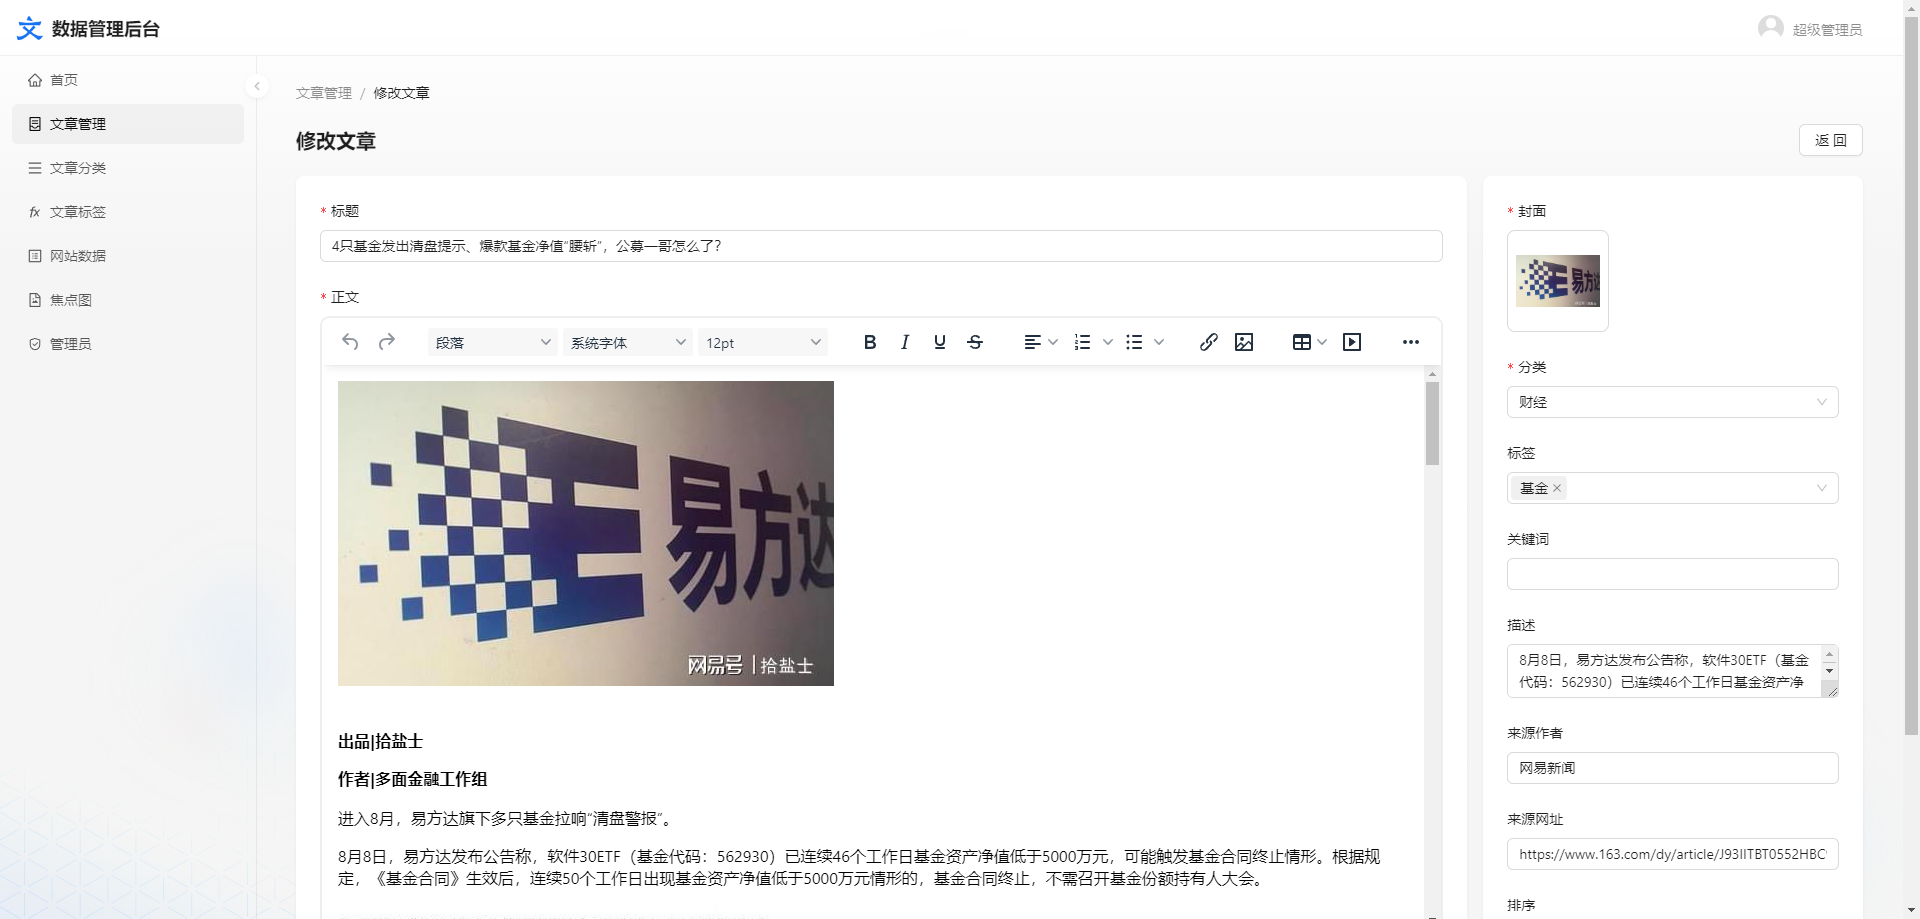 文 数据管理后台
超级管理员
首页
文章管理
文章分类
文章标签
网站数据
焦点图
管理员
文章管理 / 修改文章
修改文章
返 回
* 标题
4只基金发出清盘提示、爆款基金净值“腰斩”，公募一哥怎么了？
* 正文
段落 系统字体 12pt
易方达
网易号 | 拾盐士
出品|拾盐士
作者|多面金融工作组
进入8月，易方达旗下多只基金拉响“清盘警报”。
8月8日，易方达发布公告称，软件30ETF（基金代码：562930）已连续46个工作日基金资产净值低于5000万元，可能触发基金合同终止情形。根据规
定，《基金合同》生效后，连续50个工作日出现基金资产净值低于5000万元情形的，基金合同终止，不需召开基金份额持有人大会。
* 封面
易方达
* 分类
财经
标签
基金 ×
关键词
描述
8月8日，易方达发布公告称，软件30ETF（基金
代码：562930）已连续46个工作日基金资产净
来源作者
网易新闻
来源网址
https://www.163.com/dy/article/J93IITBT0552HBC
排序